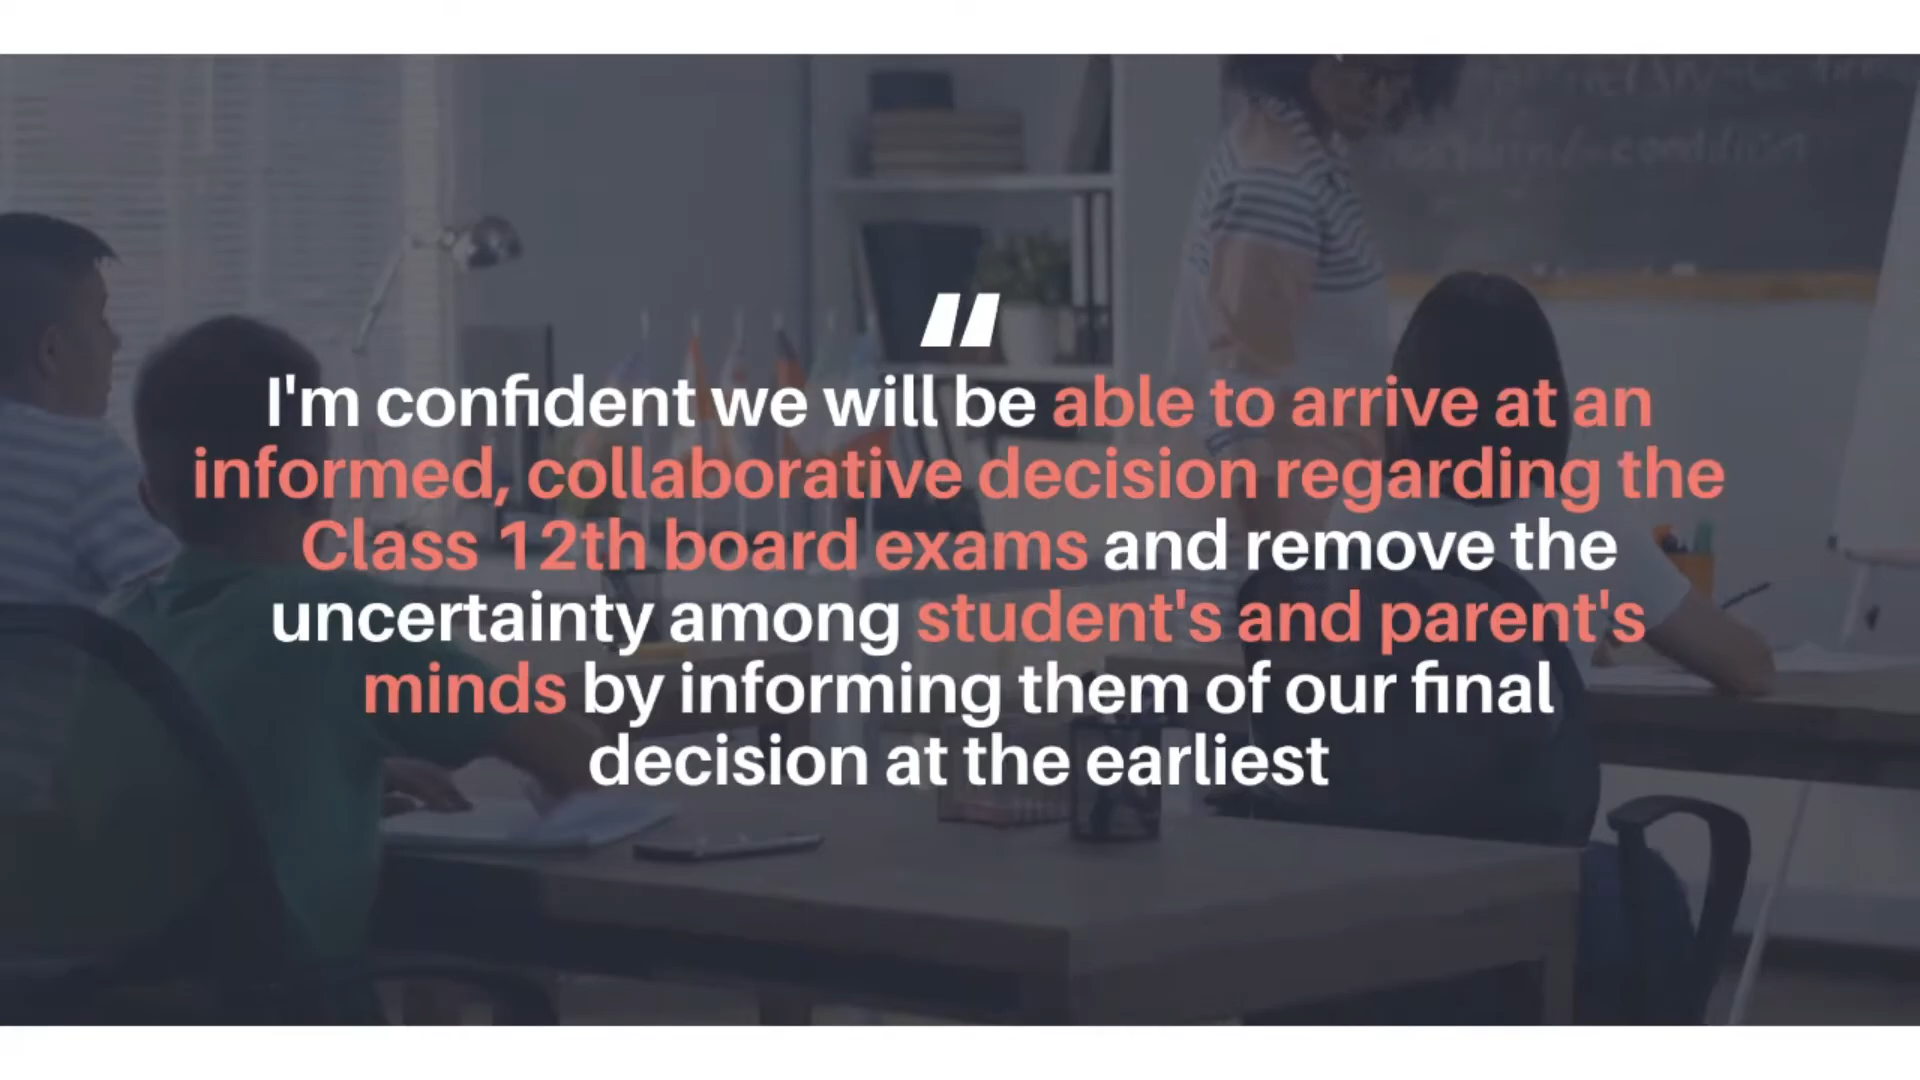 "
I'm confident we will be able to arrive at an
informed, collaborative decision regarding the
Class 12th board exams and remove the
uncertainty among student's and parent's
minds by informing them of our final
decision at the earliest